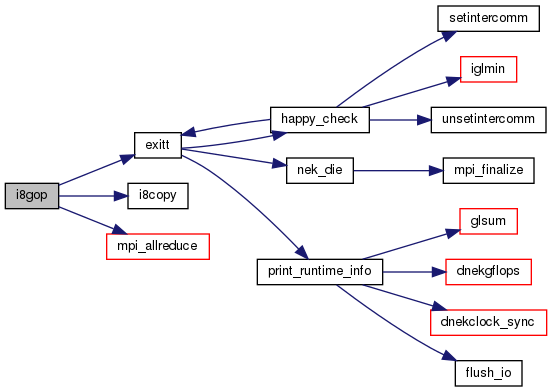 setintercomm
iglmin
happy_check
unsetintercomm
exitt
nek_die
mpi_finalize
i8gop
i8copy
mpi_allreduce
glsum
print_runtime_info
dnekgflops
dnekclock_sync
flush_io